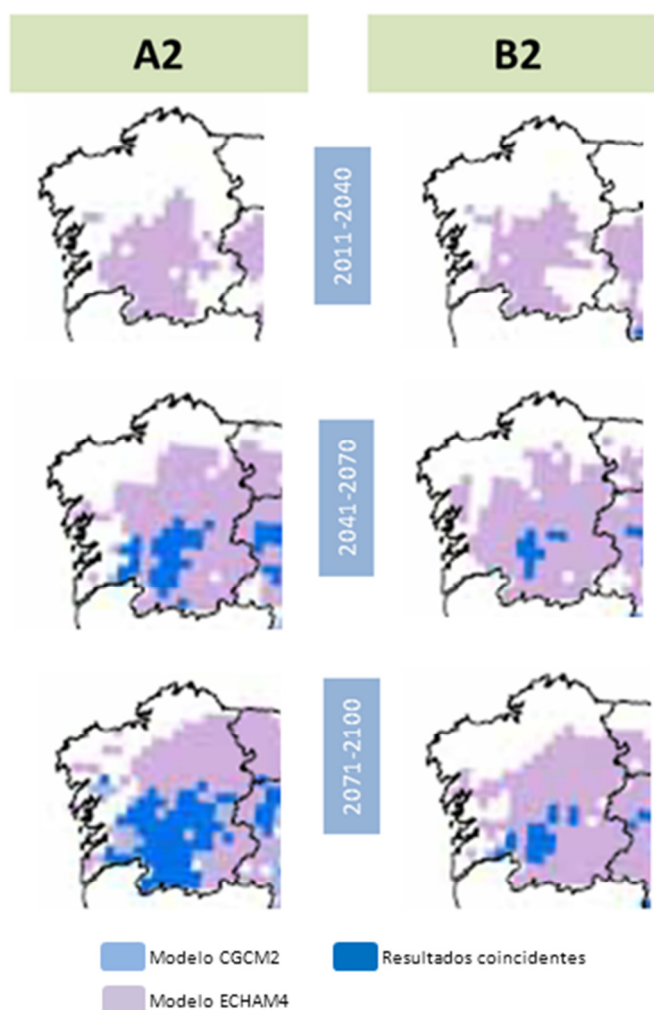 A2
B2
2011-2040
2041-2070
2071-2100
Modelo CGCM2
Resultados coincidentes
Modelo ECHAM4